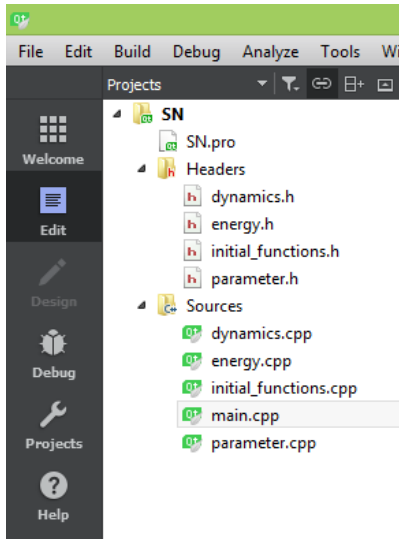 File Edit Build Debug Analyze Tools Wi
Projects
SN
SN.pro
Headers
dynamics.h
energy.h
initial_functions.h
parameter.h
Sources
dynamics.cpp
energy.cpp
initial_functions.cpp
main.cpp
parameter.cpp
Welcome
Edit
Design
Debug
Projects
Help